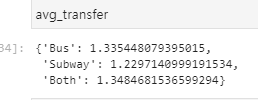 avg_transfer
34]: {'Bus': 1.335448079395015,
'Subway': 1.2297140999191534,
'Both': 1.3484681536599294}